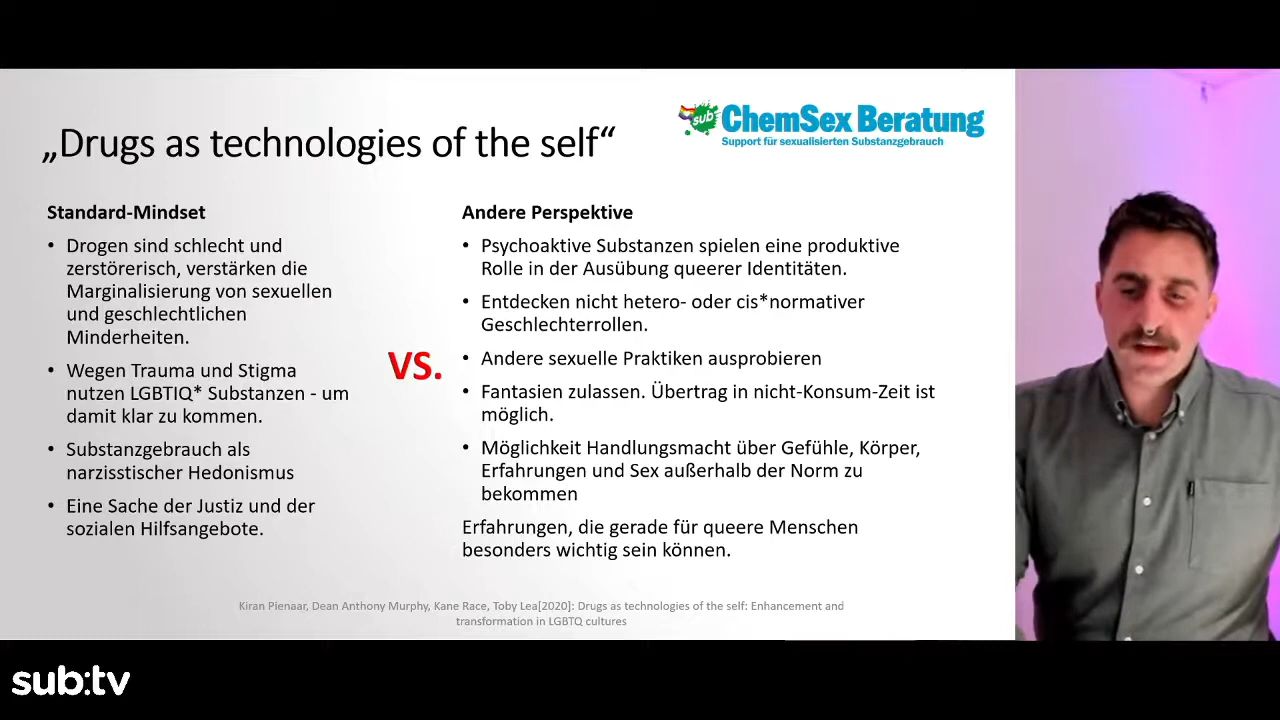 „Drugs as technologies of the self“
sub
ChemSex Beratung
Support für sexualisierten Substanzgebrauch
Standard-Mindset
• Drogen sind schlecht und
zerstörerisch, verstärken die
Marginalisierung von sexuellen
und geschlechtlichen
Minderheiten.
• Wegen Trauma und Stigma
nutzen LGBTIQ* Substanzen - um
damit klar zu kommen.
• Substanzgebrauch als
narzisstischer Hedonismus
• Eine Sache der Justiz und der
sozialen Hilfsangebote.
VS.
Andere Perspektive
• Psychoaktive Substanzen spielen eine produktive
Rolle in der Ausübung queerer Identitäten.
• Entdecken nicht hetero- oder cis*normativer
Geschlechterrollen.
• Andere sexuelle Praktiken ausprobieren
• Fantasien zulassen. Übertrag in nicht-Konsum-Zeit ist
möglich.
• Möglichkeit Handlungsmacht über Gefühle, Körper,
Erfahrungen und Sex außerhalb der Norm zu
bekommen
Erfahrungen, die gerade für queere Menschen
besonders wichtig sein können.
Kiran Pienaar, Dean Anthony Murphy, Kane Race, Toby Lea[2020]: Drugs as technologies of the self: Enhancement and
transformation in LGBTQ cultures
sub:tv